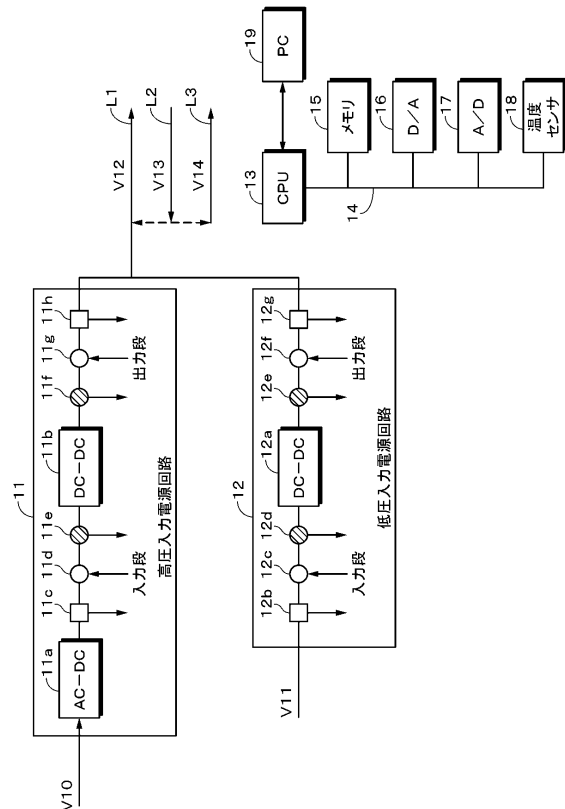 V10
11
11a
AC-DC
11c
11d
11e
11b
DC-DC
11f
11g
11h
入力段
出力段
高圧入力電源回路
V11
12
12b
12c
12d
12a
DC-DC
12e
12f
12g
入力段
出力段
低圧入力電源回路
V12
L1
V13
L2
V14
L3
13
CPU
19
PC
14
15
メモリ
16
D/A
17
A/D
18
温度
センサ